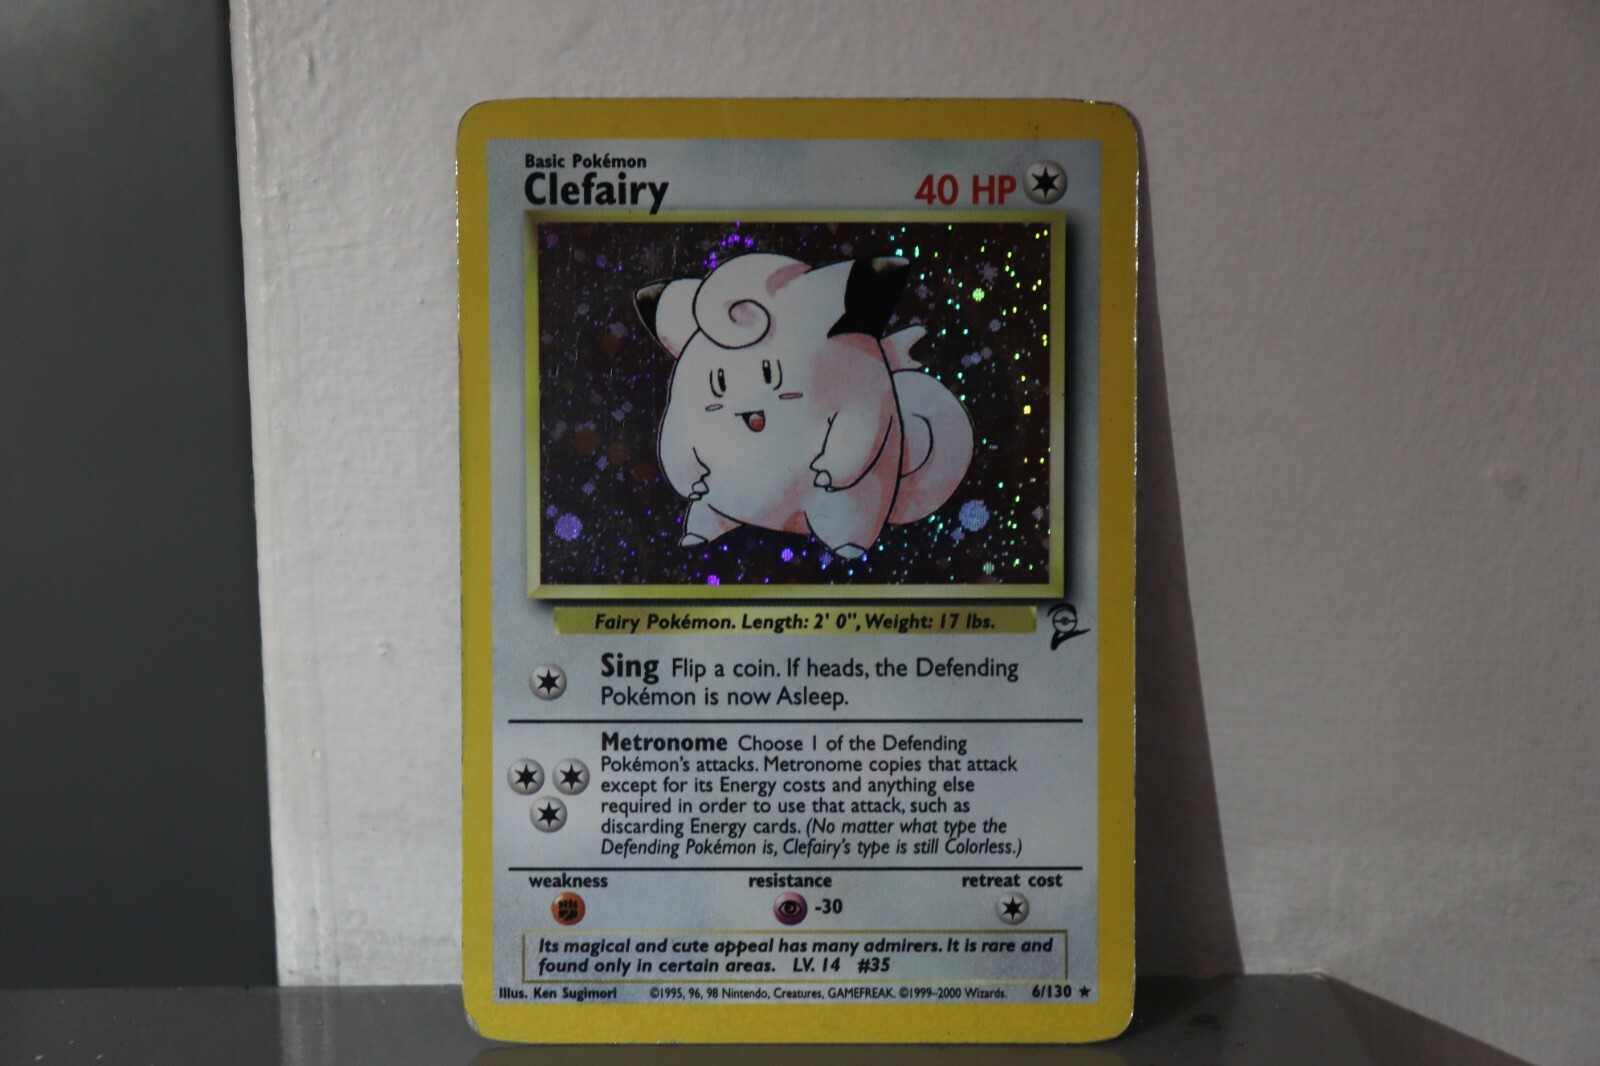 Basic Pokémon
Clefairy
40 HP
Fairy Pokémon. Length: 2' 0", Weight: 17 lbs.
Sing Flip a coin. If heads, the Defending
Pokémon is now Asleep.
Metronome Choose 1 of the Defending
Pokémon's attacks. Metronome copies that attack
except for its Energy costs and anything else
required in order to use that attack, such as
discarding Energy cards. (No matter what type the
Defending Pokémon is, Clefairy's type is still Colorless.)
weakness resistance retreat cost
-30
Its magical and cute appeal has many admirers. It is rare and
found only in certain areas. LV. 14 #35
Illus. Ken Sugimori ©1995, 96, 98 Nintendo, Creatures, GAMEFREAK. ©1999-2000 Wizards. 6/130 ★